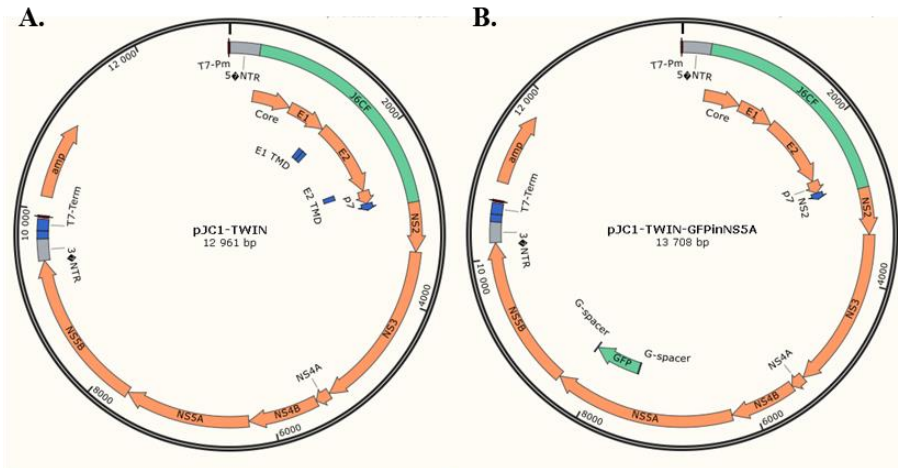 A.
12 000
T7-Pm
5�NTR
J6CF
2000
Core
E1
E2
E1 TMD
E2 TMD
p7
amp
T7-Term
10 000
3�NTR
pJC1-TWIN
12 961 bp
NS2
4000
NS3
NS4A
NS4B
6000
NS5A
8000
NS5B
B.
12 000
T7-Pm
5�NTR
J6CF
2000
Core
E1
E2
p7
NS2
amp
T7-Term
10 000
3�NTR
pJC1-TWIN-GFPinNS5A
13 708 bp
NS2
4000
NS3
G-spacer
GFP
G-spacer
NS4A
NS4B
6000
NS5A
8000
NS5B